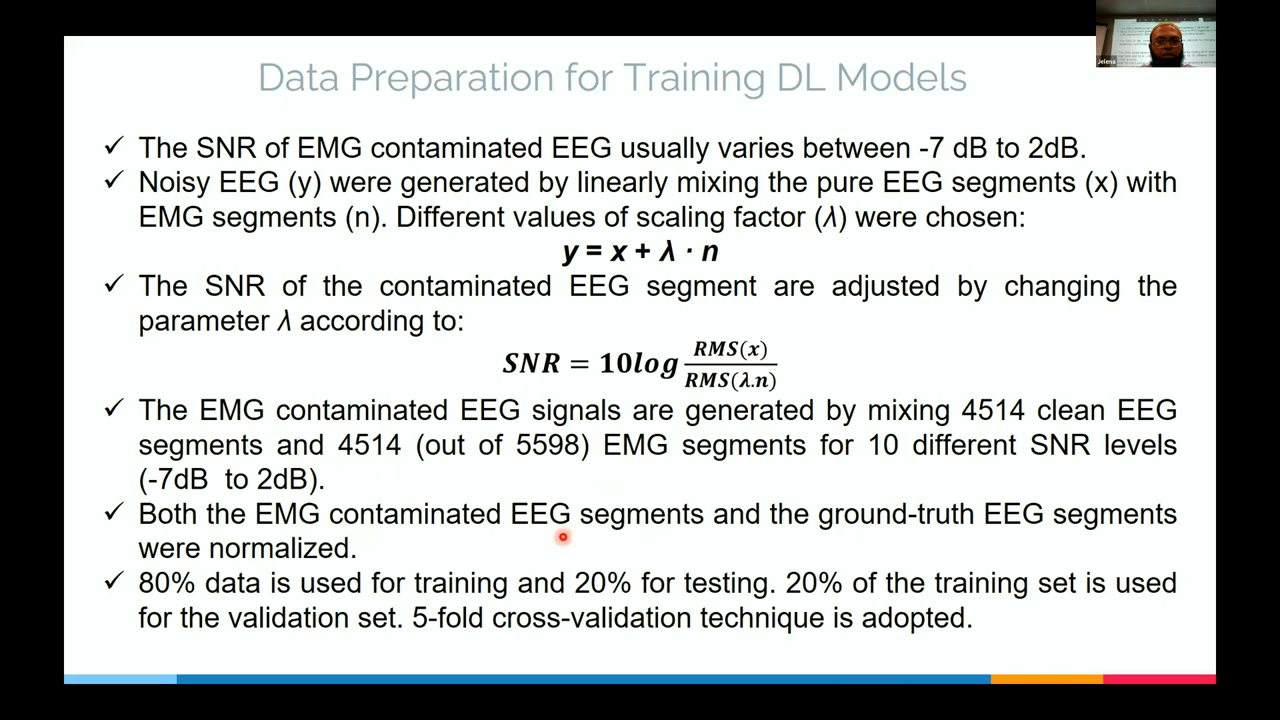 Data Preparation for Training DL Models
✓ The SNR of EMG contaminated EEG usually varies between -7 dB to 2dB.
✓ Noisy EEG (y) were generated by linearly mixing the pure EEG segments (x) with
EMG segments (n). Different values of scaling factor (λ) were chosen:
y = x + λ · n
✓ The SNR of the contaminated EEG segment are adjusted by changing the
parameter λ according to:
SNR = 10log RMS(x) / RMS(λ.n)
✓ The EMG contaminated EEG signals are generated by mixing 4514 clean EEG
segments and 4514 (out of 5598) EMG segments for 10 different SNR levels
(-7dB to 2dB).
✓ Both the EMG contaminated EEG segments and the ground-truth EEG segments
were normalized.
✓ 80% data is used for training and 20% for testing. 20% of the training set is used
for the validation set. 5-fold cross-validation technique is adopted.
Jelena